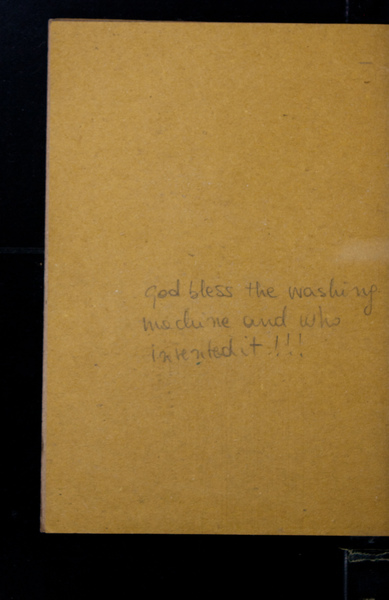 God bless the washing
machine and who
invented it!!!